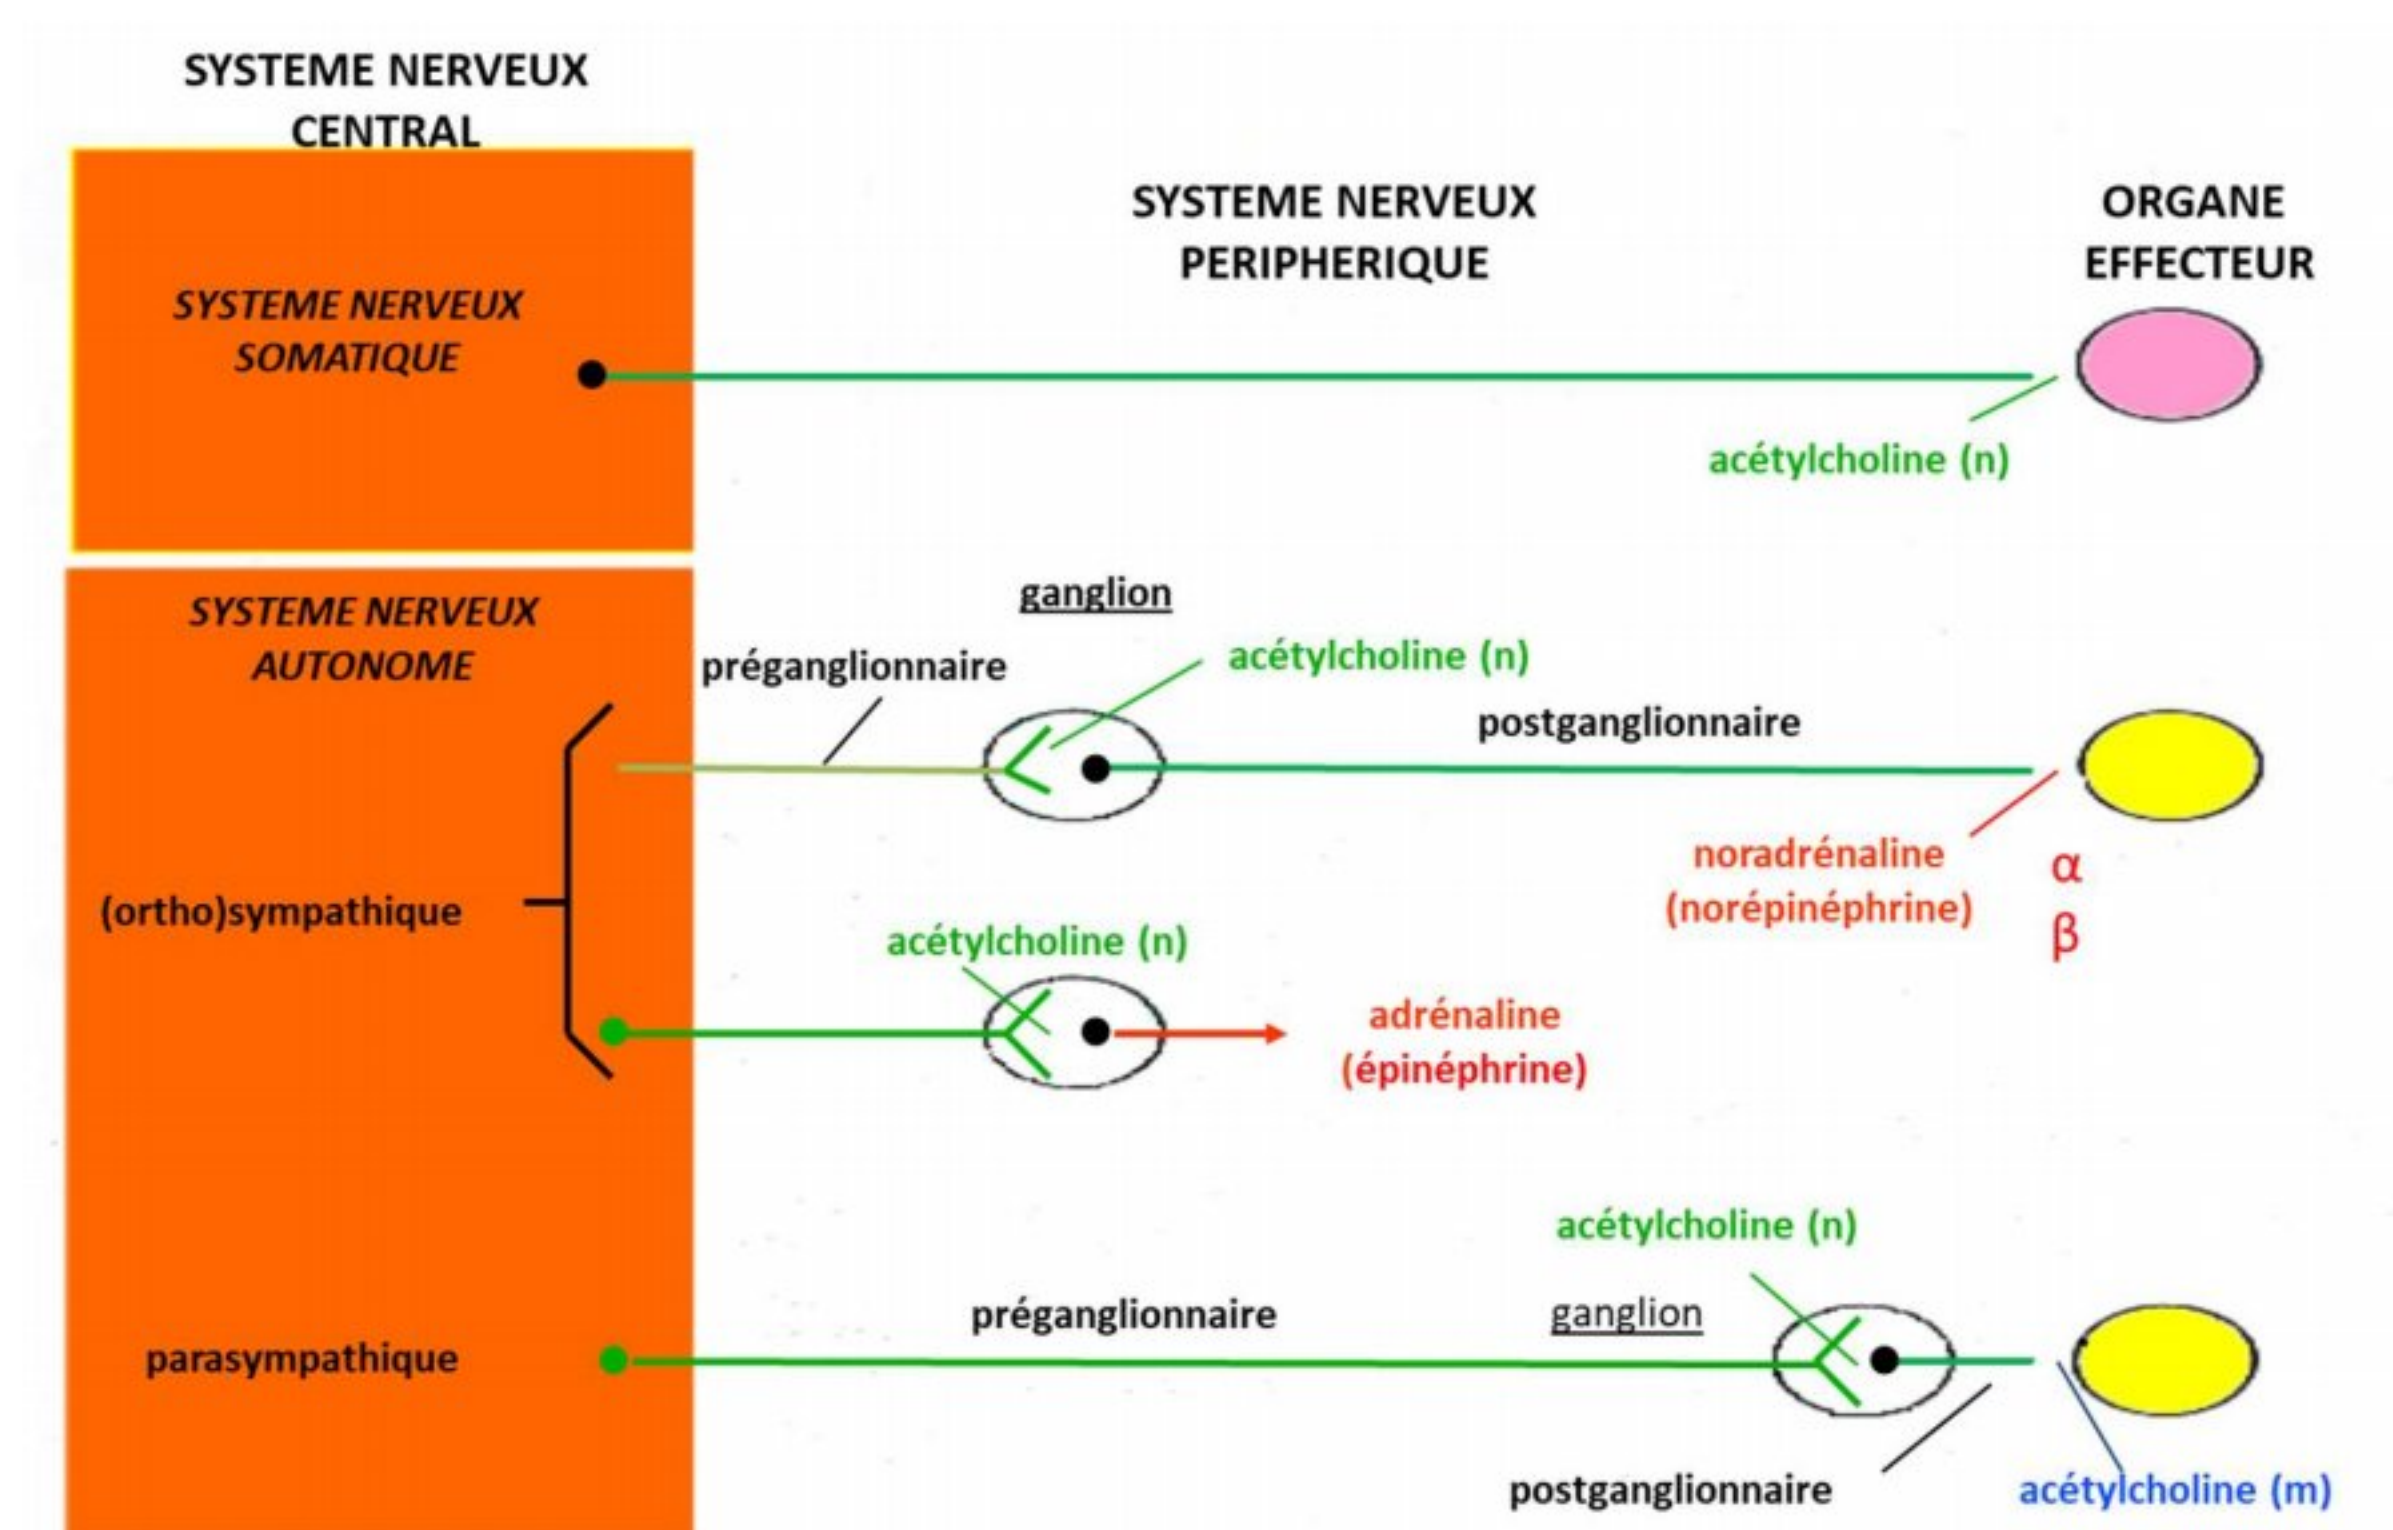 SYSTEME NERVEUX
CENTRAL
SYSTEME NERVEUX
PERIPHERIQUE
ORGANE
EFFECTEUR
SYSTEME NERVEUX
SOMATIQUE
acétylcholine (n)
SYSTEME NERVEUX
AUTONOME
ganglion
préganglionnaire
acétylcholine (n)
postganglionnaire
noradrénaline
(norépinéphrine)
α
β
(ortho)sympathique
acétylcholine (n)
adrénaline
(épinéphrine)
acétylcholine (n)
préganglionnaire
ganglion
parasympathique
postganglionnaire
acétylcholine (m)